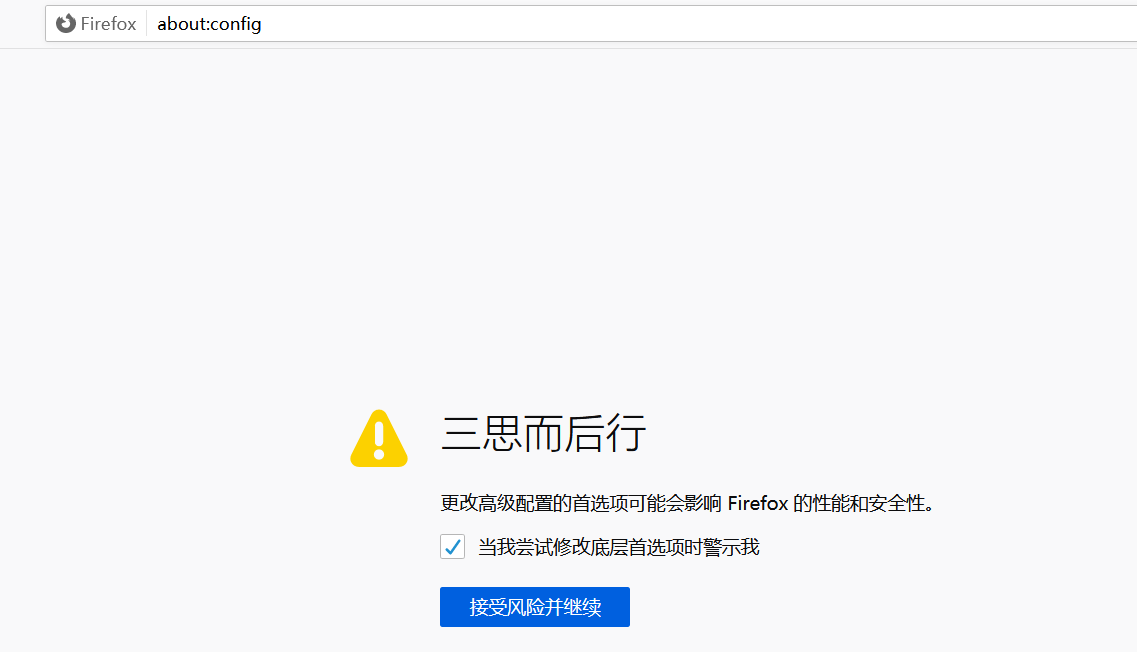 Firefox about:config
三思而后行
更改高级配置的首选项可能会影响 Firefox 的性能和安全性。
当我尝试修改底层首选项时警示我
接受风险并继续